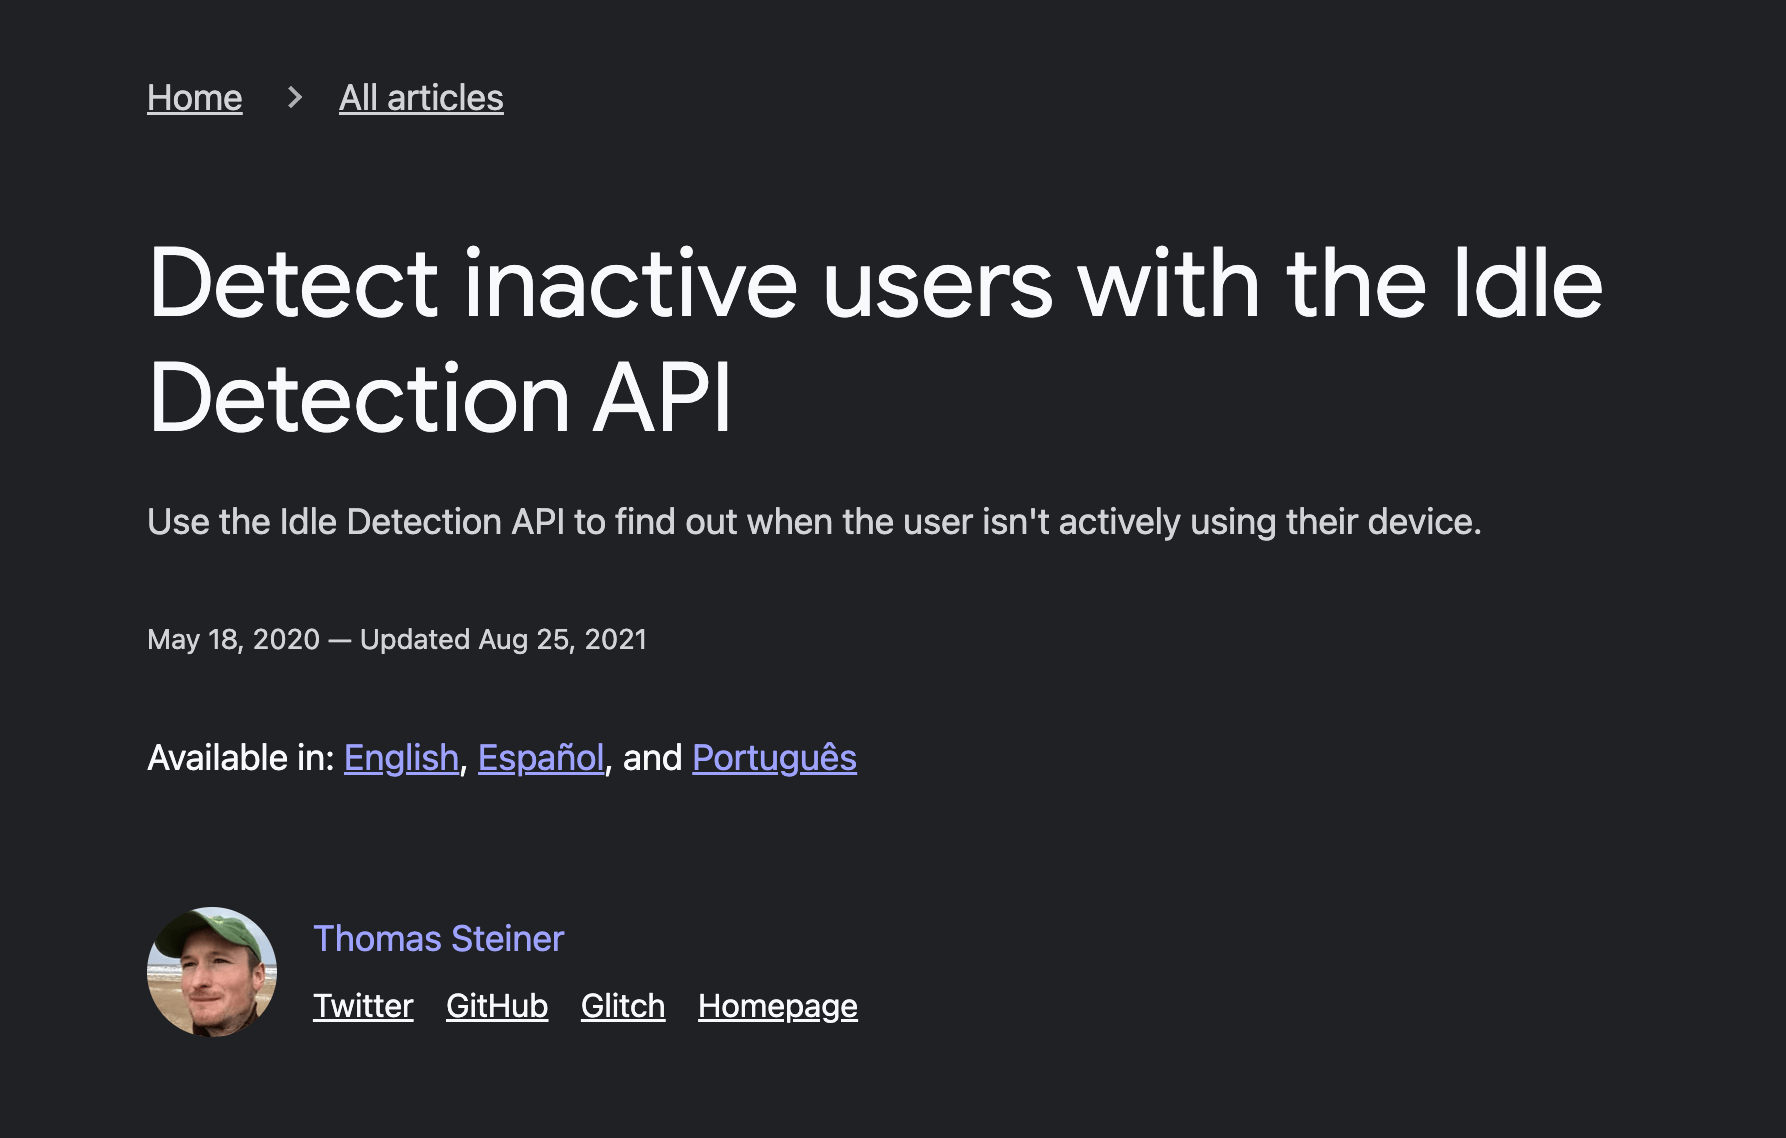 Home > All articles
Detect inactive users with the Idle
Detection API
Use the Idle Detection API to find out when the user isn't actively using their device.
May 18, 2020 — Updated Aug 25, 2021
Available in: English, Español, and Português
Thomas Steiner
Twitter GitHub Glitch Homepage